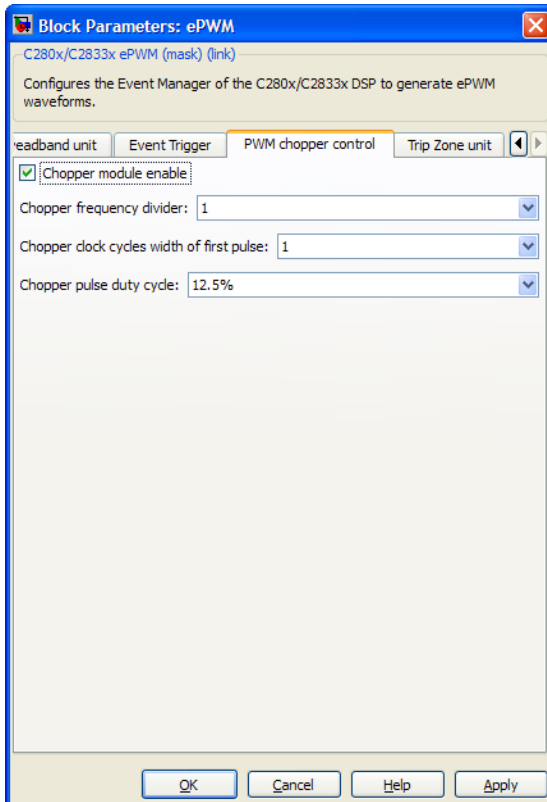 Block Parameters: ePWM
C280x/C2833x ePWM (mask) (link)
Configures the Event Manager of the C280x/C2833x DSP to generate ePWM
waveforms.
eadband unit Event Trigger PWM chopper control Trip Zone unit
Chopper module enable
Chopper frequency divider: 1
Chopper clock cycles width of first pulse: 1
Chopper pulse duty cycle: 12.5%
OK Cancel Help Apply